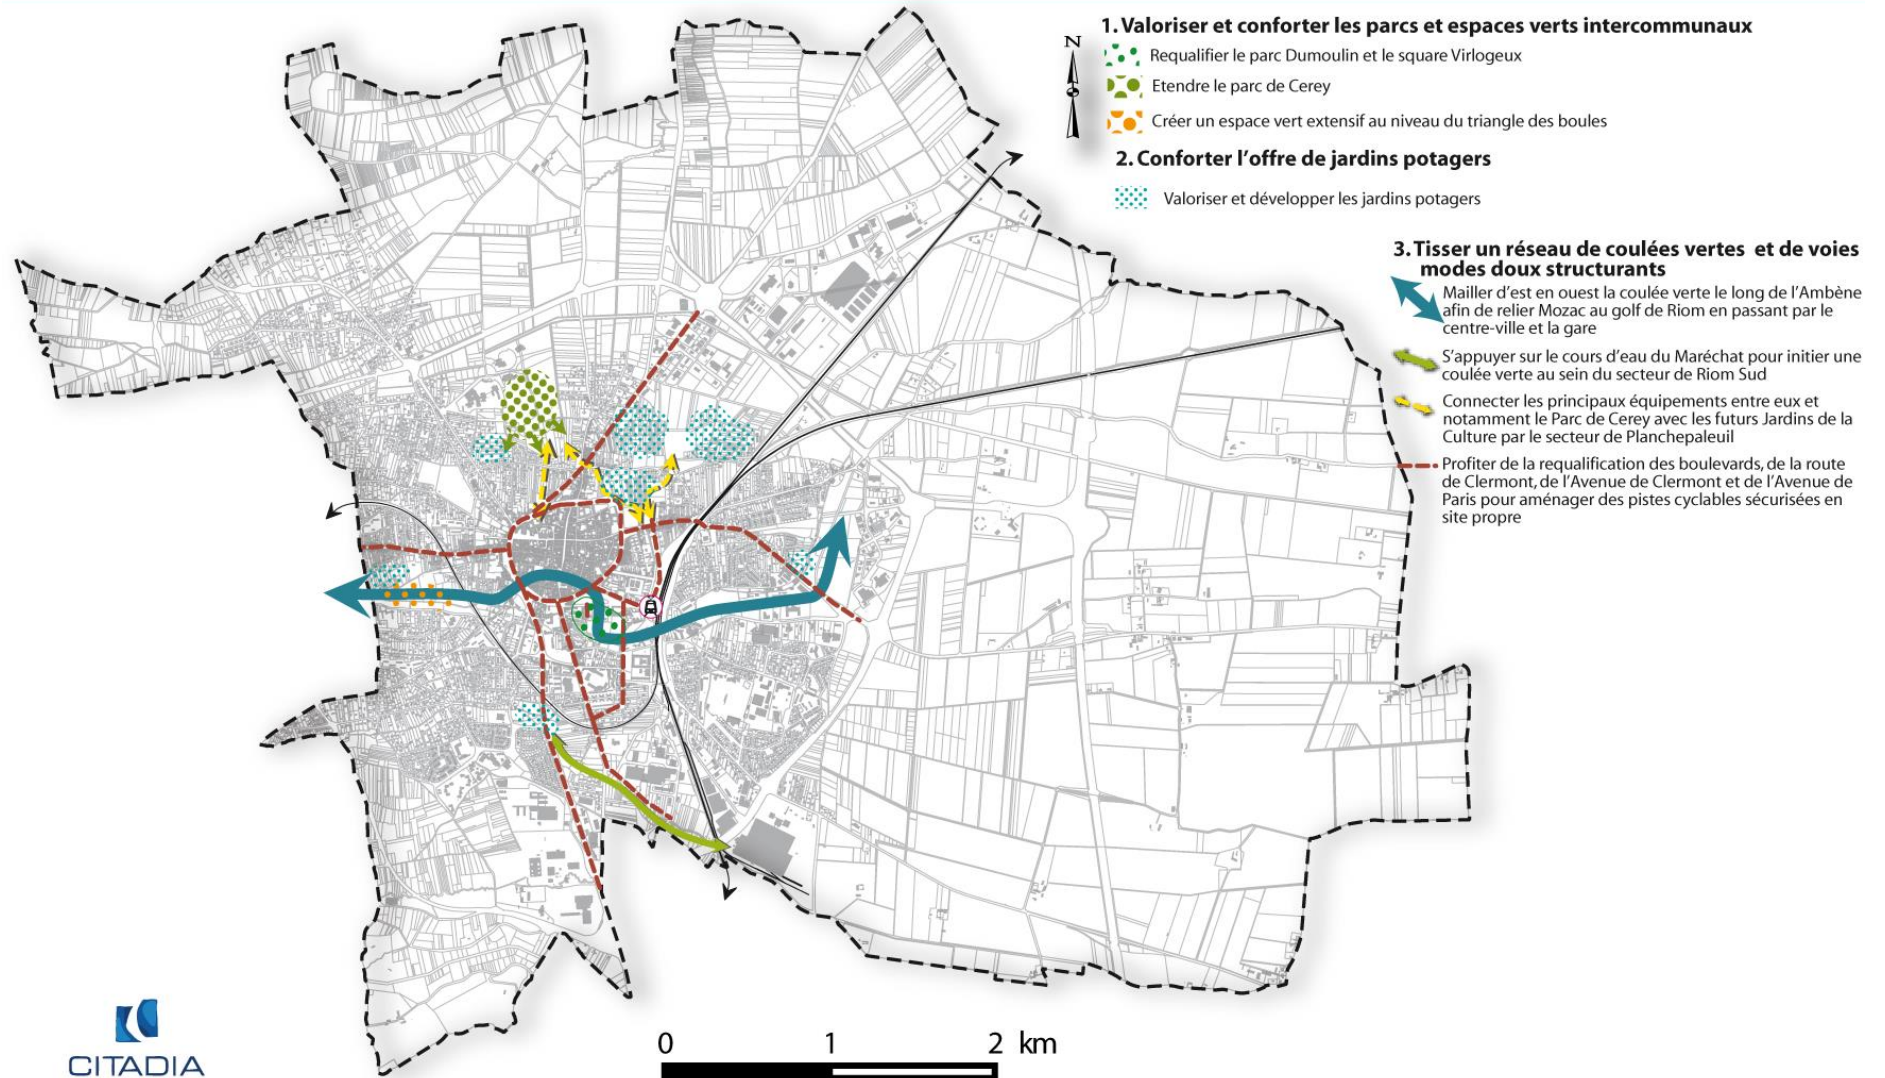 1. Valoriser et conforter les parcs et espaces verts intercommunaux
N
Requalifier le parc Dumoulin et le square Virlogeux
Etendre le parc de Cerey
Créer un espace vert extensif au niveau du triangle des boules
2. Conforter l'offre de jardins potagers
Valoriser et développer les jardins potagers
3. Tisser un réseau de coulées vertes et de voies
modes doux structurants
Mailler d'est en ouest la coulée verte le long de l'Ambène
afin de relier Mozac au golf de Riom en passant par le
centre-ville et la gare
S'appuyer sur le cours d'eau du Maréchat pour initier une
coulée verte au sein du secteur de Riom Sud
Connecter les principaux équipements entre eux et
notamment le Parc de Cerey avec les futurs Jardins de la
Culture par le secteur de Planchepaleuil
Profiter de la requalification des boulevards, de la route
de Clermont, de l'Avenue de Clermont et de l'Avenue de
Paris pour aménager des pistes cyclables sécurisées en
site propre
CITADIA
0 1 2 km